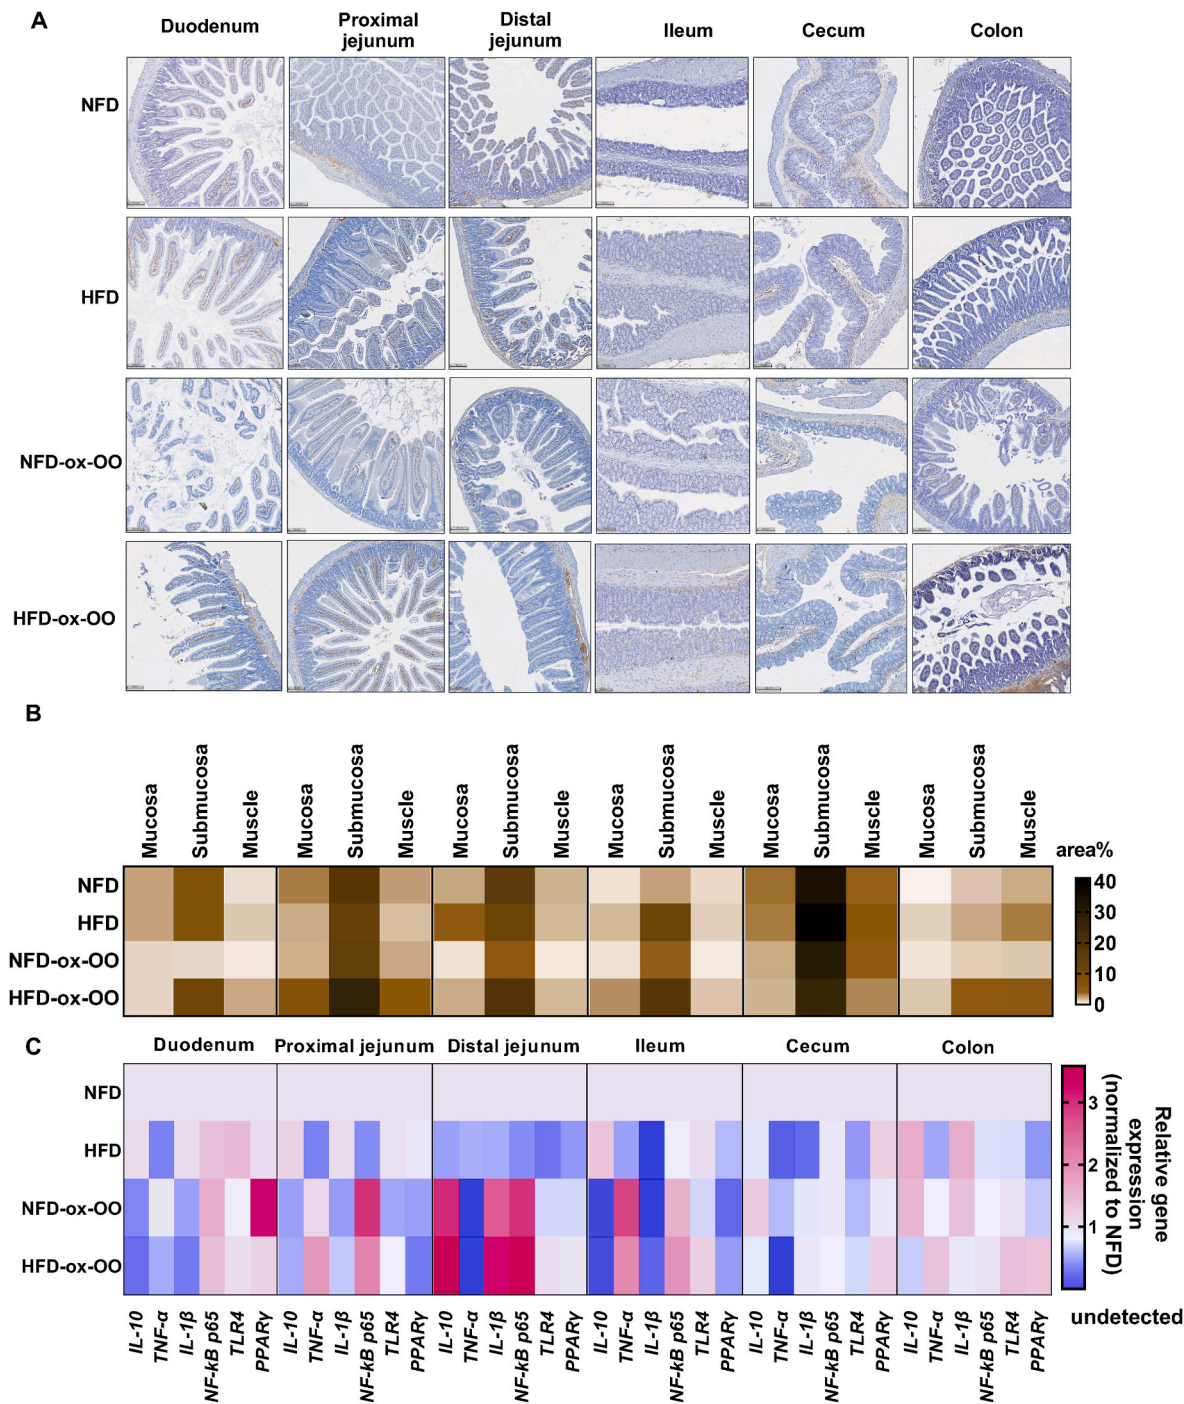 A
Duodenum
Proximal
jejunum
Distal
jejunum
Ileum
Cecum
Colon
NFD
HFD
NFD-ox-OO
HFD-ox-OO
B
Mucosa Submucosa Muscle Mucosa Submucosa Muscle Mucosa Submucosa Muscle Mucosa Submucosa Muscle Mucosa Submucosa Muscle Mucosa Submucosa Muscle
area%
NFD
HFD
NFD-ox-OO
HFD-ox-OO
40
30
20
10
0
C
Duodenum Proximal jejunum Distal jejunum Ileum Cecum Colon
NFD
HFD
NFD-ox-OO
HFD-ox-OO
3
2
1
Relative gene
expression
(normalized to NFD)
undetected
IL-10 TNF-α IL-1β NF-kB p65 TLR4 PPARγ IL-10 TNF-α IL-1β NF-kB p65 TLR4 PPARγ IL-10 TNF-α IL-1β NF-kB p65 TLR4 PPARγ IL-10 TNF-α IL-1β NF-kB p65 TLR4 PPARγ IL-10 TNF-α IL-1β NF-kB p65 TLR4 PPARγ IL-10 TNF-α IL-1β NF-kB p65 TLR4 PPARγ